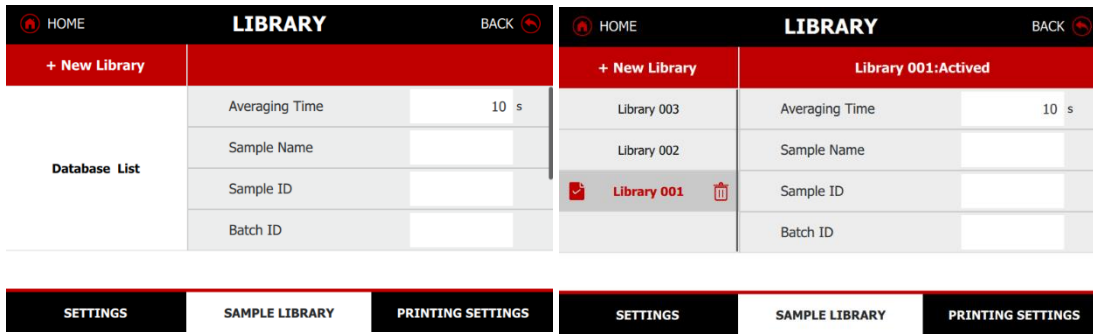 HOME LIBRARY BACK
+ New Library
Averaging Time 10 s
Sample Name
Database List
Sample ID
Batch ID
SETTINGS SAMPLE LIBRARY PRINTING SETTINGS
HOME LIBRARY BACK
+ New Library Library 001:Actived
Library 003 Averaging Time 10 s
Library 002 Sample Name
Library 001 Sample ID
Batch ID
SETTINGS SAMPLE LIBRARY PRINTING SETTINGS